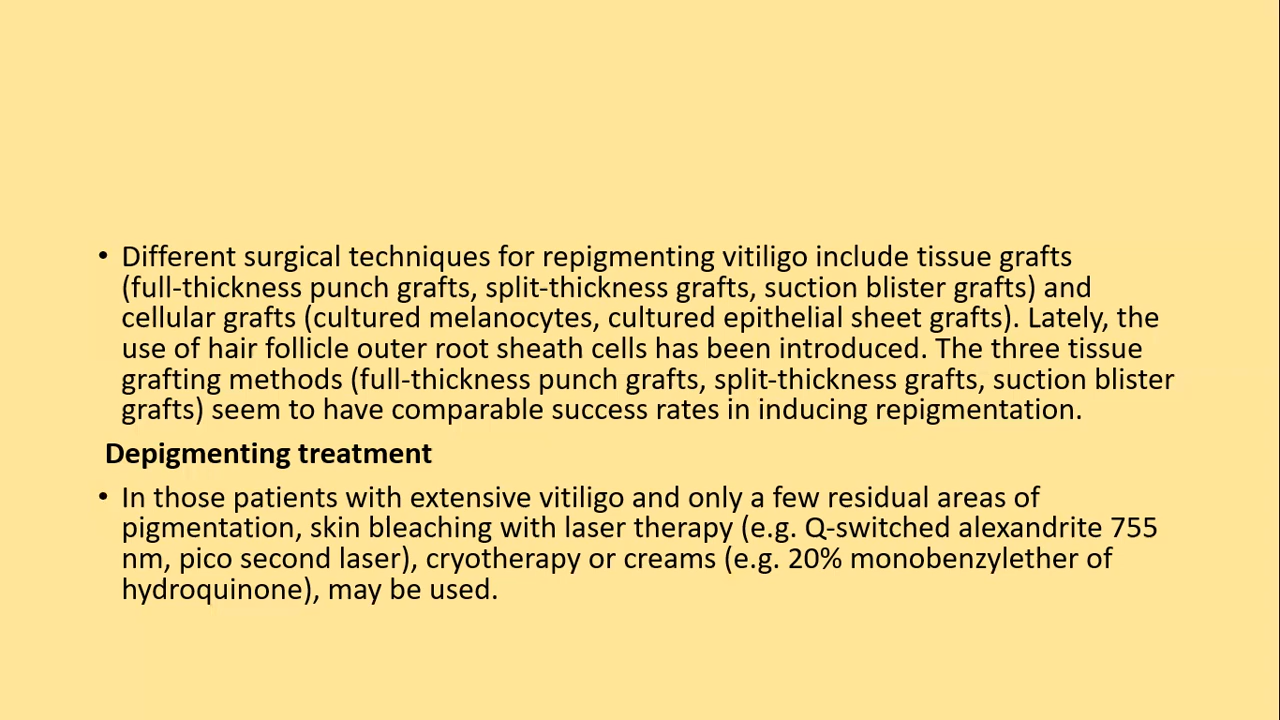 • Different surgical techniques for repigmenting vitiligo include tissue grafts
(full-thickness punch grafts, split-thickness grafts, suction blister grafts) and
cellular grafts (cultured melanocytes, cultured epithelial sheet grafts). Lately, the
use of hair follicle outer root sheath cells has been introduced. The three tissue
grafting methods (full-thickness punch grafts, split-thickness grafts, suction blister
grafts) seem to have comparable success rates in inducing repigmentation.
Depigmenting treatment
• In those patients with extensive vitiligo and only a few residual areas of
pigmentation, skin bleaching with laser therapy (e.g. Q-switched alexandrite 755
nm, pico second laser), cryotherapy or creams (e.g. 20% monobenzylether of
hydroquinone), may be used.